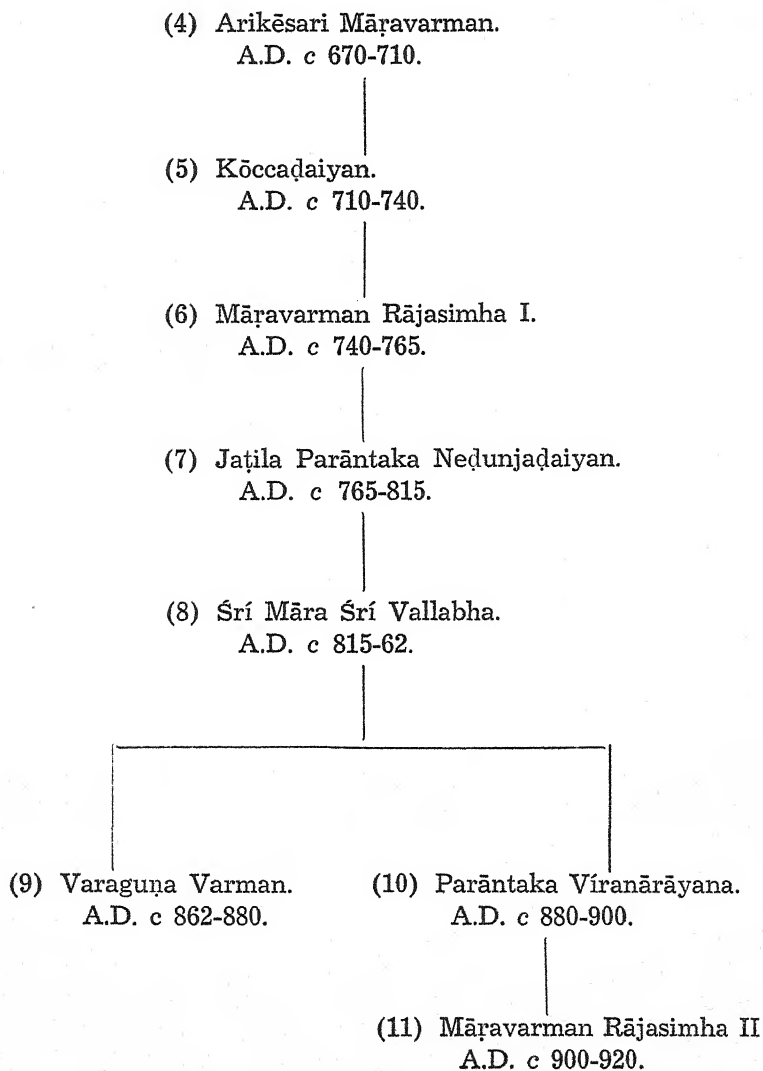 (4) Arikēsari Māṛavarman.
A.D. c 670-710.
(5) Kōccaḍaiyan.
A.D. c 710-740.
(6) Māṛavarman Rājasimha I.
A.D. c 740-765.
(7) Jaṭila Parāntaka Neḍunjaḍaiyan.
A.D. c 765-815.
(8) Śrí Māra Śrí Vallabha.
A.D. c 815-62.
(9) Varaguṇa Varman.
A.D. c 862-880.
(10) Parāntaka Víranārāyana.
A.D. c 880-900.
(11) Māṛavarman Rājasimha II
A.D. c 900-920.